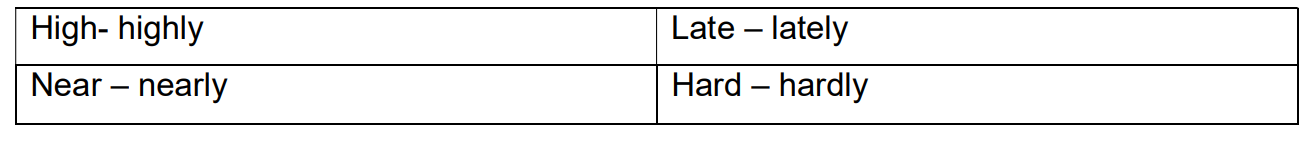 High- highly
Late – lately
Near – nearly
Hard – hardly